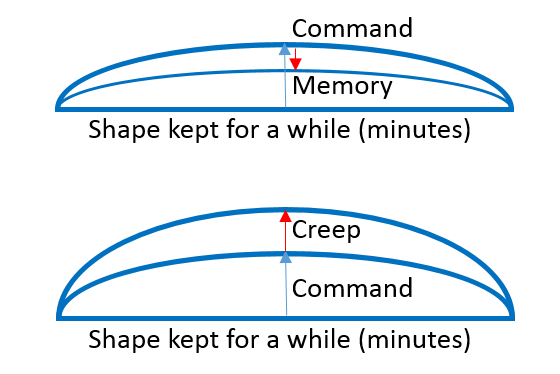 Command
Memory
Shape kept for a while (minutes)
Creep
Command
Shape kept for a while (minutes)